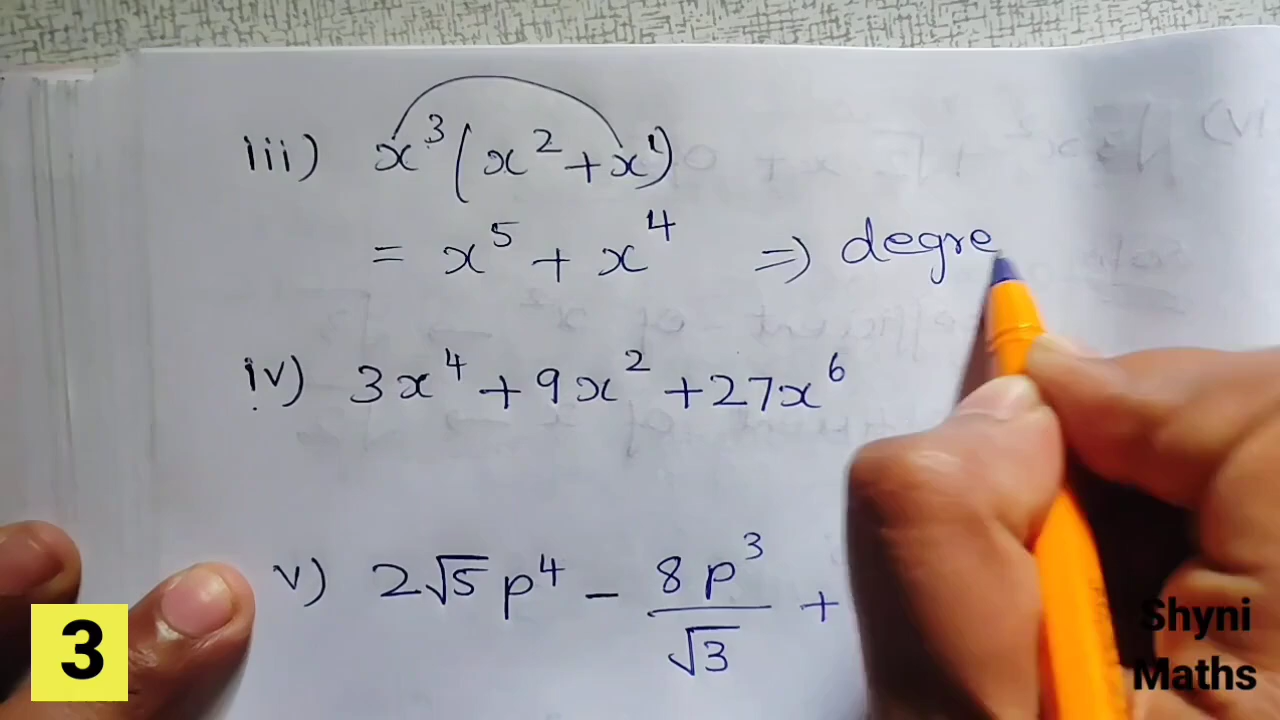 iii) x³(x² + x¹)
= x⁵ + x⁴ ⇒ degre
iv) 3x⁴ + 9x² + 27x⁶
v) 2√5 p⁴ - 8p³/√3 +
3
Shyni
Maths